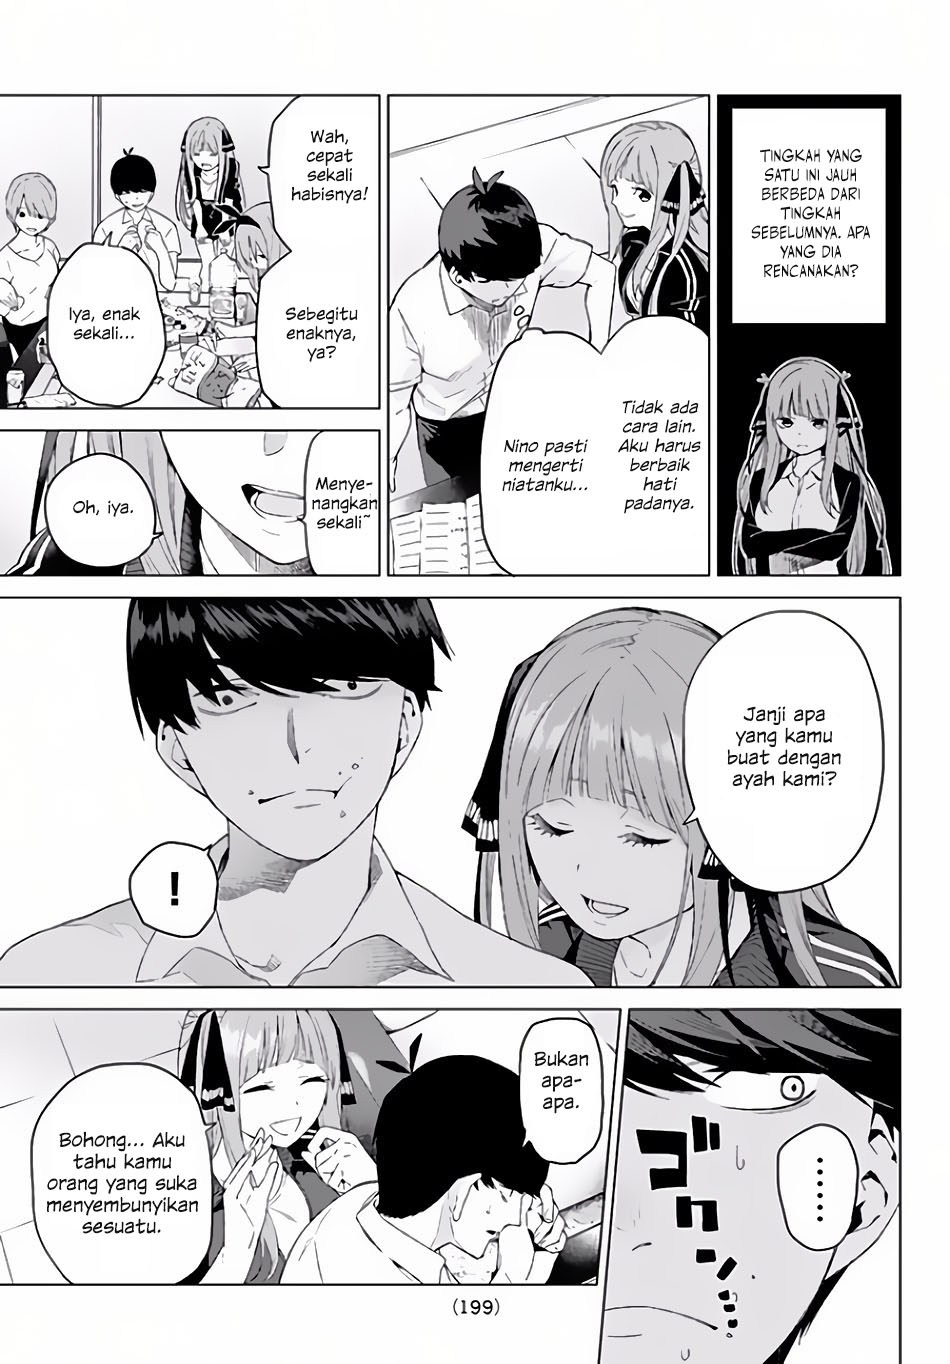 TINGKAH YANG
SATU INI JAUH
BERBEDA DARI
TINGKAH
SEBELUMNYA. APA
YANG DIA
RENCANAKAN?
Tidak ada
cara lain.
Aku harus
berbaik
hati
padanya.
Nino pasti
mengerti
niatanku...
Wah,
cepat
sekali
habisnya!
Sebegitu
enaknya,
ya?
Iya, enak
sekali...
Menye-
nangkan
sekali~
Oh, iya.
Janji apa
yang kamu
buat dengan
ayah kami?
!
......
ゴクッ...
Bukan
apa-
apa.
Bohong... Aku
tahu kamu
orang yang suka
menyembunyikan
sesuatu.
(199)